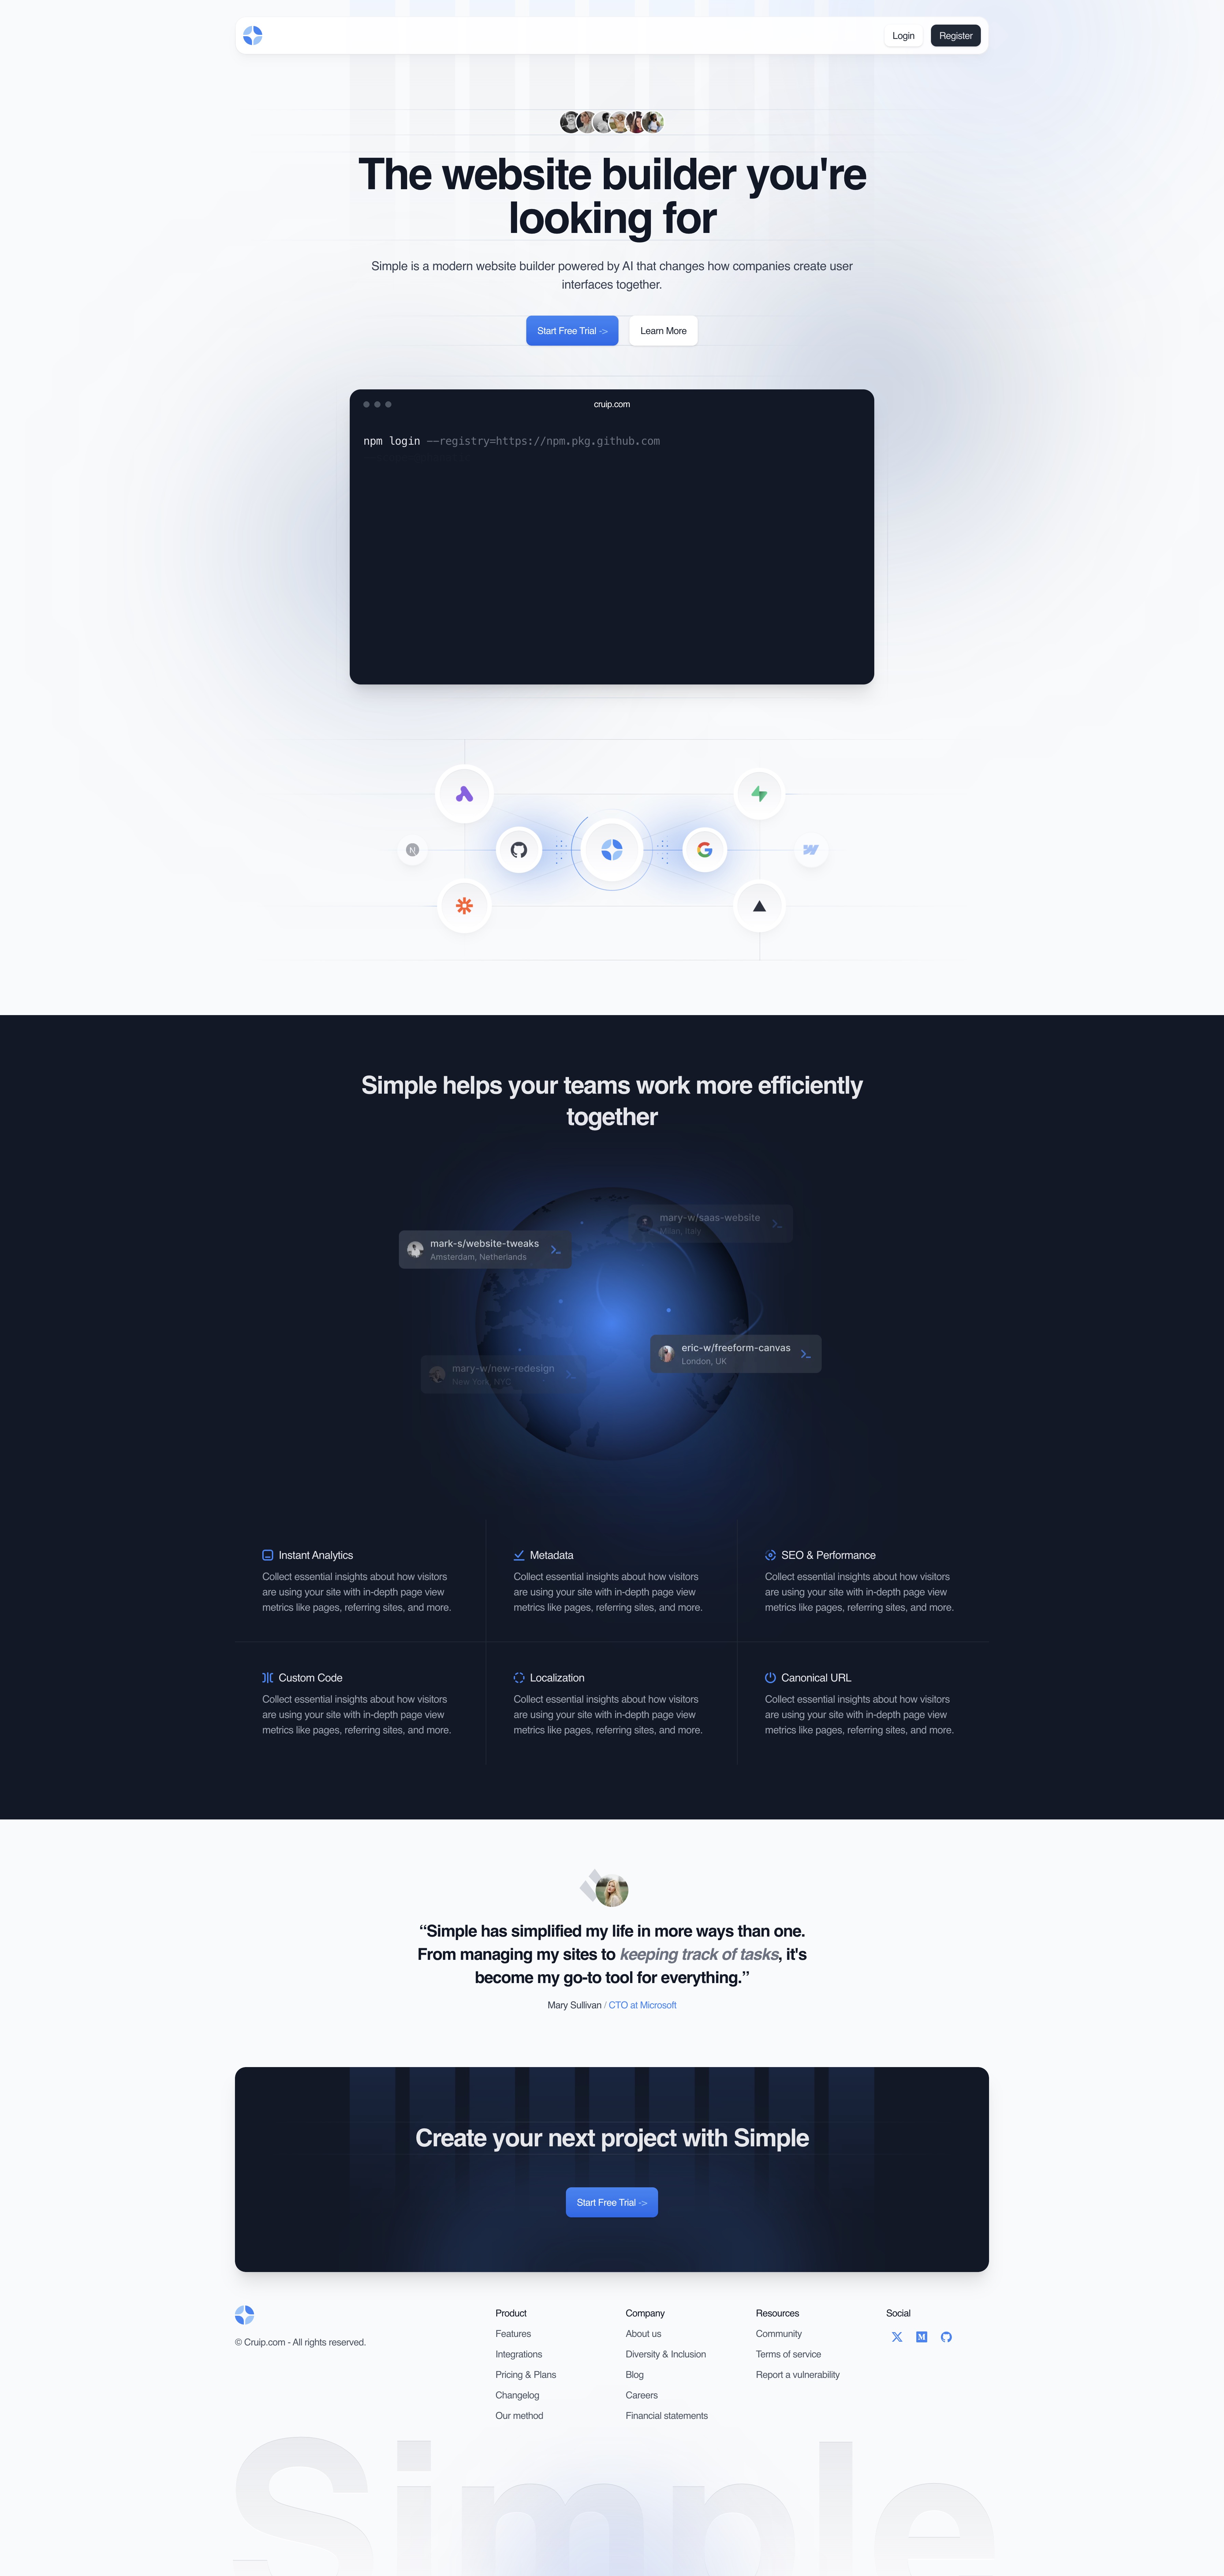 Login
Register
The website builder you're
looking for
Simple is a modern website builder powered by AI that changes how companies create user
interfaces together.
Start Free Trial ->
Learn More
cruip.com
npm login --registry=https://npm.pkg.github.com
Simple helps your teams work more efficiently
together
mary-w/saas-website
Milan, Italy
mark-s/website-tweaks
Amsterdam, Netherlands
eric-w/freeform-canvas
London, UK
mary-w/new-redesign
New York, NYC
Instant Analytics
Collect essential insights about how visitors
are using your site with in-depth page view
metrics like pages, referring sites, and more.
Metadata
Collect essential insights about how visitors
are using your site with in-depth page view
metrics like pages, referring sites, and more.
SEO & Performance
Collect essential insights about how visitors
are using your site with in-depth page view
metrics like pages, referring sites, and more.
Custom Code
Collect essential insights about how visitors
are using your site with in-depth page view
metrics like pages, referring sites, and more.
Localization
Collect essential insights about how visitors
are using your site with in-depth page view
metrics like pages, referring sites, and more.
Canonical URL
Collect essential insights about how visitors
are using your site with in-depth page view
metrics like pages, referring sites, and more.
“Simple has simplified my life in more ways than one.
From managing my sites to keeping track of tasks, it's
become my go-to tool for everything.”
Mary Sullivan / CTO at Microsoft
Create your next project with Simple
Start Free Trial ->
© Cruip.com - All rights reserved.
Product
Features
Integrations
Pricing & Plans
Changelog
Our method
Company
About us
Diversity & Inclusion
Blog
Careers
Financial statements
Resources
Community
Terms of service
Report a vulnerability
Social
Simple